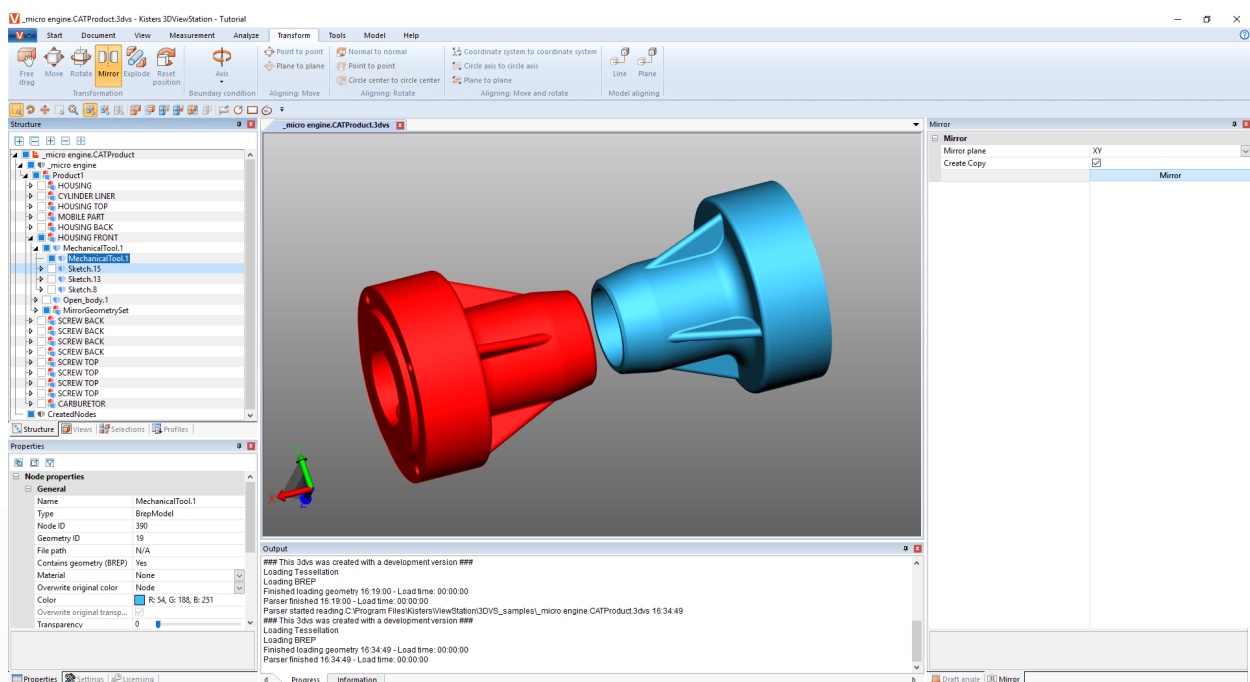 _micro engine.CATProduct.3dvs - Kisters 3DViewStation - Tutorial
Start Document View Measurement Analyze Transform Tools Model Help
Free drag
Move
Rotate
Mirror
Explode
Reset position
Transformation
Axis
Boundary condition
Point to point
Plane to plane
Aligning: Move
Normal to normal
Point to point
Circle center to circle center
Aligning: Rotate
Coordinate system to coordinate system
Circle axis to circle axis
Plane to plane
Aligning: Move and rotate
Line
Plane
Model aligning
Structure
_micro engine.CATProduct
_micro engine
Product1
HOUSING
CYLINDER LINER
HOUSING TOP
MOBILE PART
HOUSING BACK
HOUSING FRONT
MechanicalTool.1
MechanicalTool.1
Sketch.15
Sketch.13
Sketch.8
Open_body.1
MirrorGeometrySet
SCREW BACK
SCREW BACK
SCREW BACK
SCREW BACK
SCREW TOP
SCREW TOP
SCREW TOP
SCREW TOP
CARBURETOR
CreatedNodes
Structure Views Selections Profiles
Properties
Node properties
General
Name MechanicalTool.1
Type BrepModel
Node ID 390
Geometry ID 19
File path N/A
Contains geometry (BREP) Yes
Material None
Overwrite original color Node
Color R: 54, G: 188, B: 251
Overwrite original transp...
Transparency 0
Properties Settings Licensing
_micro engine.CATProduct.3dvs
X
Output
### This 3dvs was created with a development version ###
Loading Tessellation
Loading BREP
Finished loading geometry 16:19:00 - Load time: 00:00:00
Parser finished 16:19:00 - Load time: 00:00:00
Parser started reading C:\Program Files\Kisters\ViewStation\3DVS_samples\_micro engine.CATProduct.3dvs 16:34:49
### This 3dvs was created with a development version ###
Loading Tessellation
Loading BREP
Finished loading geometry 16:34:49 - Load time: 00:00:00
Parser finished 16:34:49 - Load time: 00:00:00
Progress Information
Mirror
Mirror
Mirror plane XY
Create Copy
Mirror
Draft angle Mirror